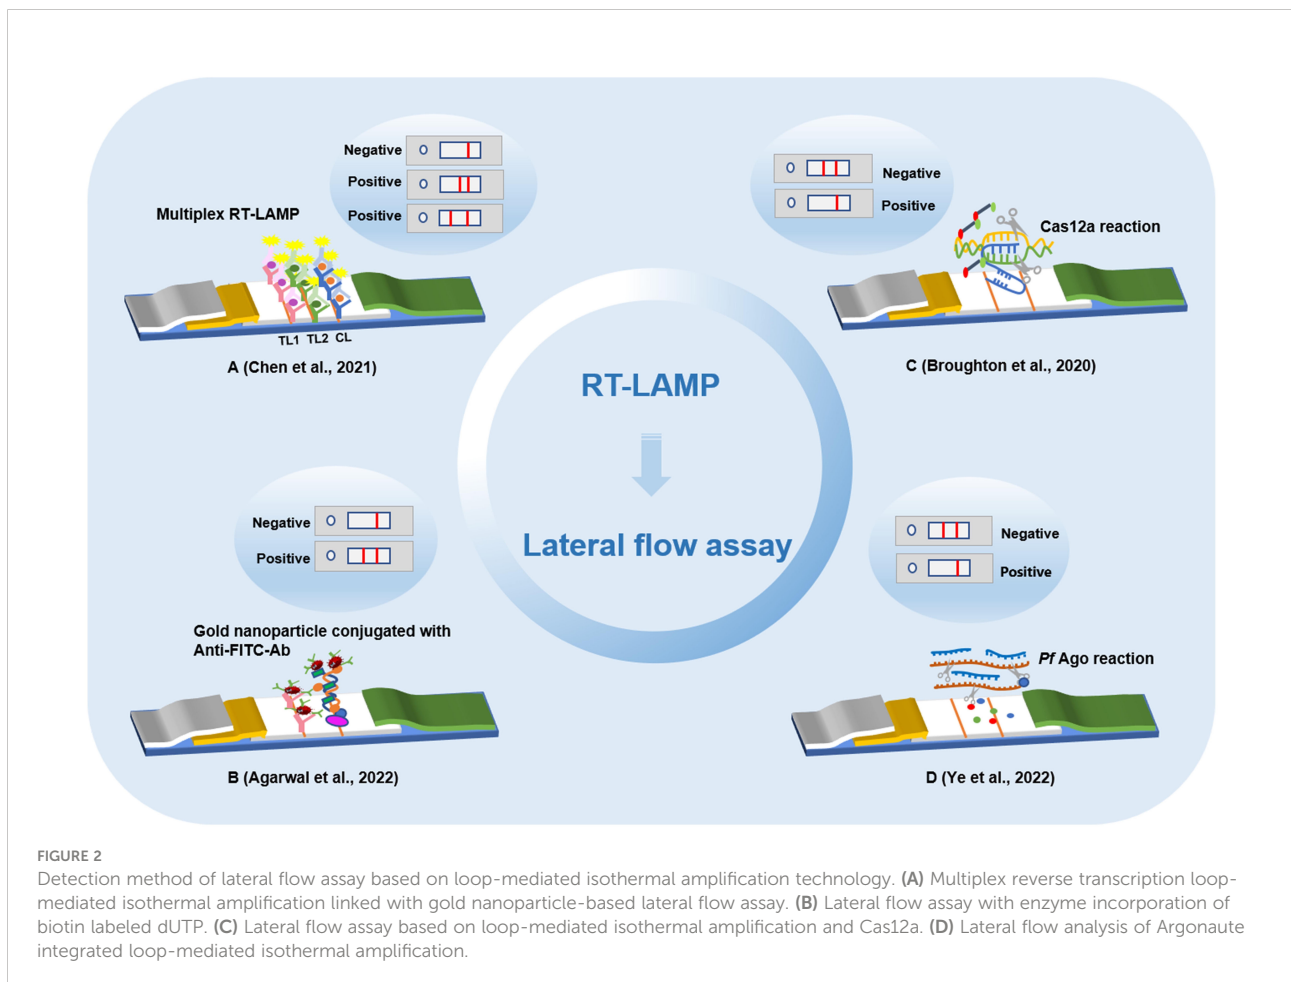 Negative
Positive
Positive
Multiplex RT-LAMP
TL1 TL2 CL
A (Chen et al., 2021)
Negative
Positive
Cas12a reaction
C (Broughton et al., 2020)
RT-LAMP
Lateral flow assay
Negative
Positive
Gold nanoparticle conjugated with
Anti-FITC-Ab
B (Agarwal et al., 2022)
Negative
Positive
Pf Ago reaction
D (Ye et al., 2022)
FIGURE 2
Detection method of lateral flow assay based on loop-mediated isothermal amplification technology. (A) Multiplex reverse transcription loop-
mediated isothermal amplification linked with gold nanoparticle-based lateral flow assay. (B) Lateral flow assay with enzyme incorporation of
biotin labeled dUTP. (C) Lateral flow assay based on loop-mediated isothermal amplification and Cas12a. (D) Lateral flow analysis of Argonaute
integrated loop-mediated isothermal amplification.